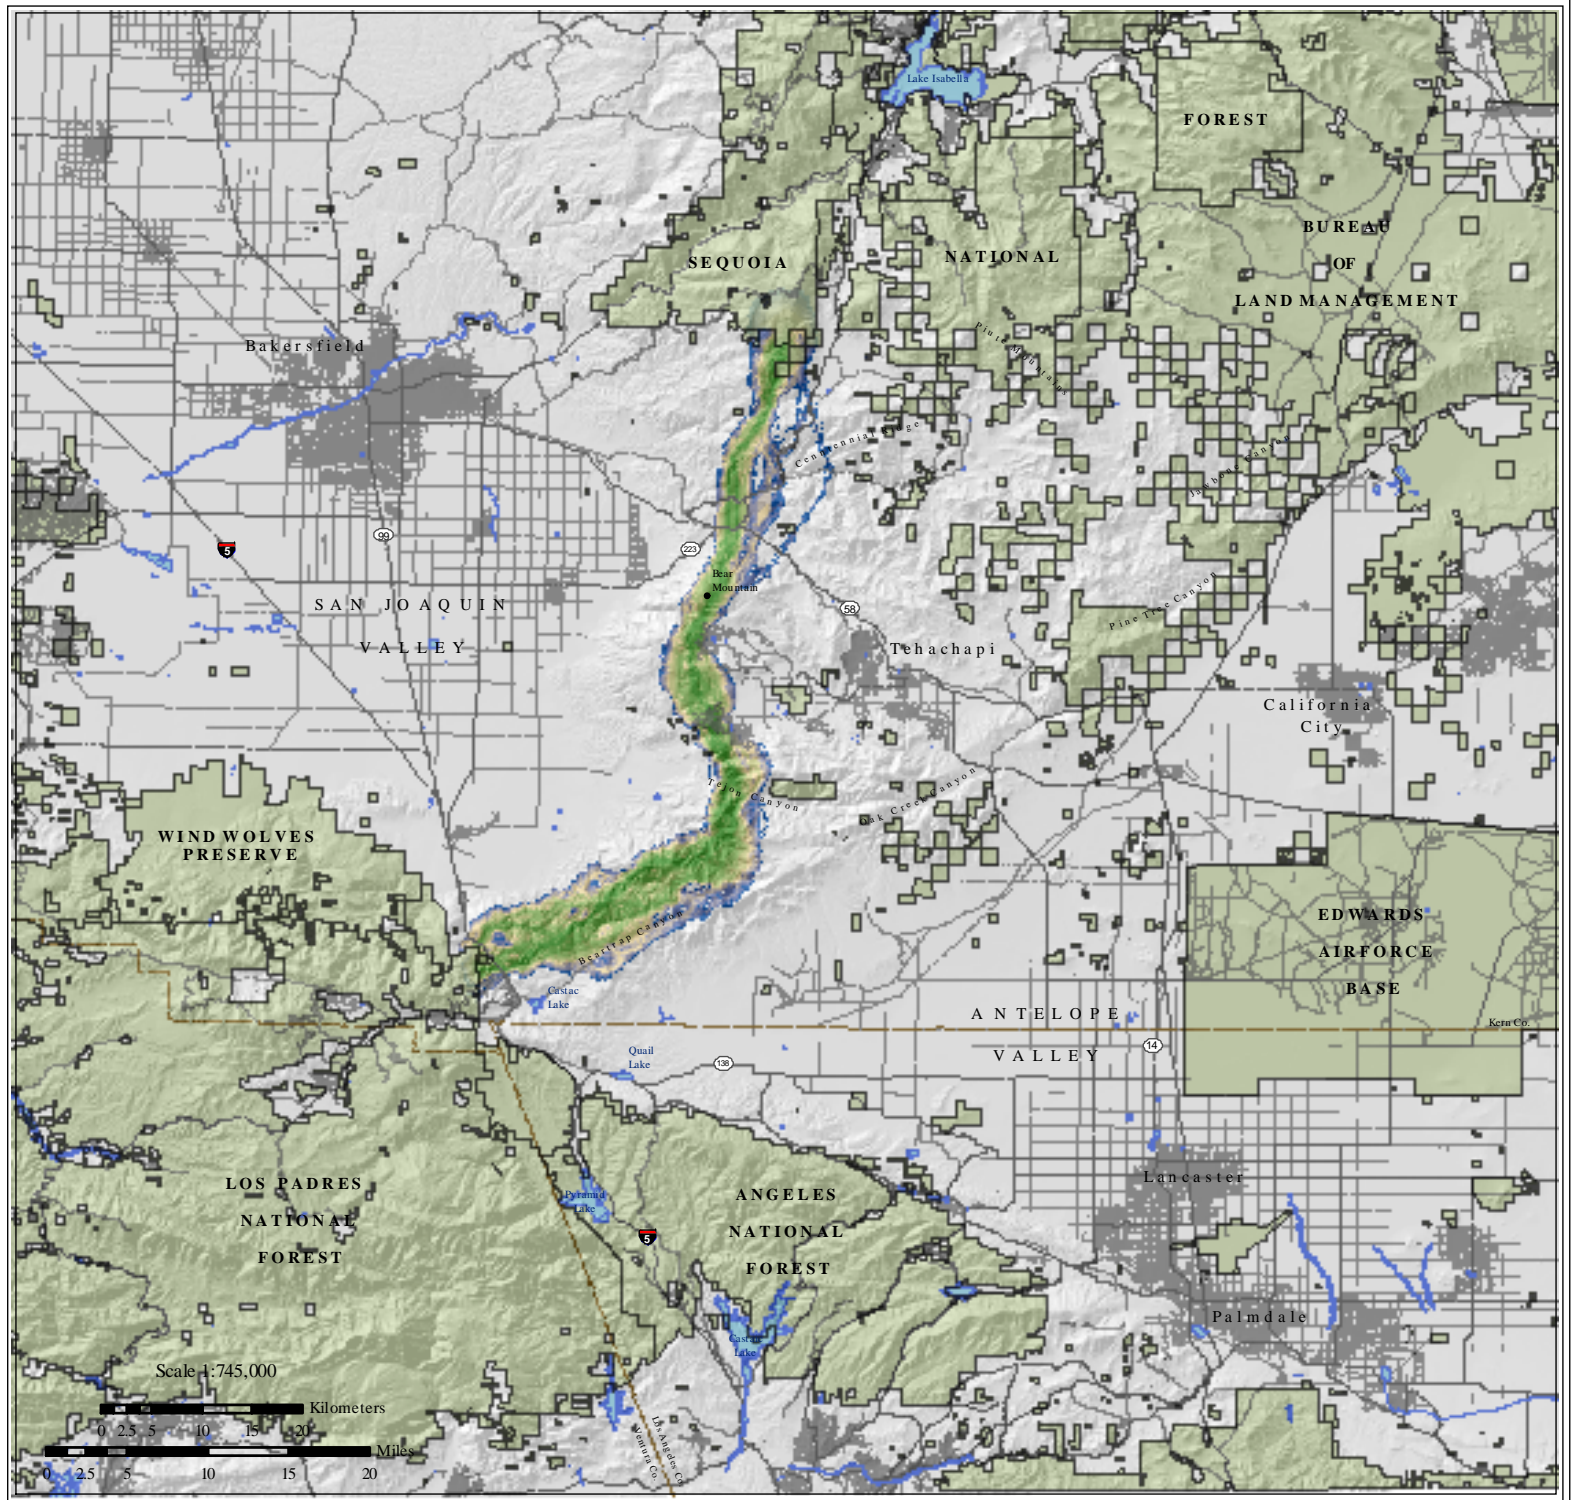 Lake Isabella
FOREST
BUREAU
OF
LAND MANAGEMENT
SEQUOIA
NATIONAL
Piute Mountains
Bakersfield
Centennial Ridge
Jawbone Canyon
99
5
223
Bear
Mountain
58
SAN JOAQUIN
VALLEY
Pine Tree Canyon
Tehachapi
California
City
Tejon Canyon
Oak Creek Canyon
WIND WOLVES
PRESERVE
EDWARDS
AIRFORCE
BASE
Beartrap Canyon
Castac
Lake
ANTELOPE
VALLEY
Kern Co.
14
Quail
Lake
138
LOS PADRES
NATIONAL
FOREST
Pyramid
Lake
5
ANGELES
NATIONAL
FOREST
Lancaster
Palmdale
Castaic
Lake
Scale 1:745,000
Kilometers
0 2.5 5 10 15 20
Miles
0 2.5 5 10 15 20
Los Angeles Co.
Ventura Co.